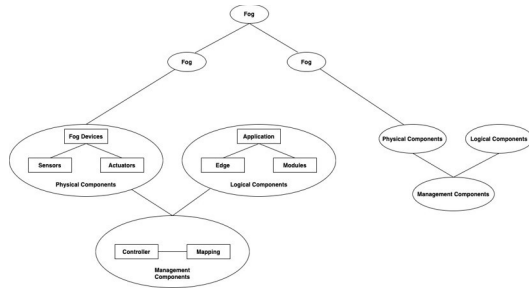 Fog
Fog
Fog
Fog Devices
Sensors
Actuators
Physical Components
Application
Edge
Modules
Logical Components
Physical Components
Logical Components
Management Components
Controller
Mapping
Management
Components